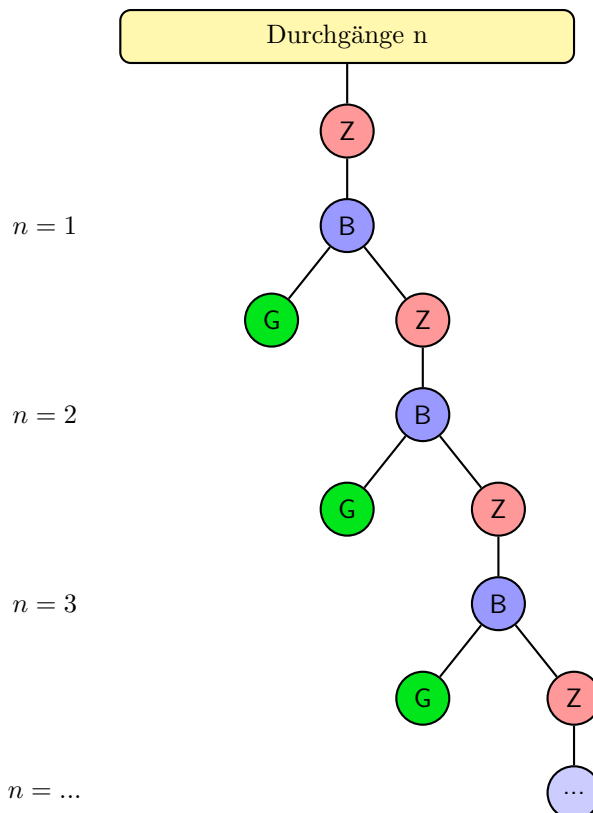 Durchgänge n
Z
n = 1
B
G
Z
n = 2
B
G
Z
n = 3
B
G
Z
n = ...
...